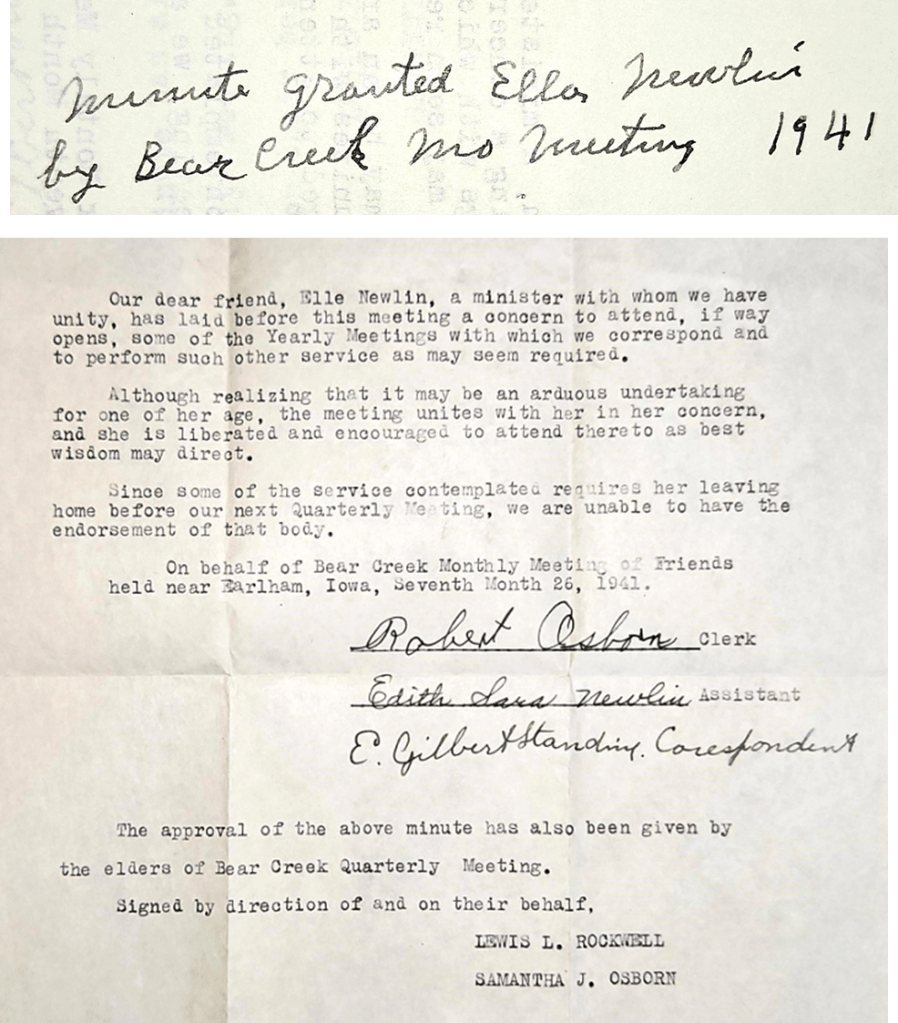 Minute granted Ella Newlin
by Bear Creek Mo Meeting 1941
Our dear friend, Elle Newlin, a minister with whom we have
unity, has laid before this meeting a concern to attend, if way
opens, some of the Yearly Meetings with which we correspond and
to perform such other service as may seem required.
Although realizing that it may be an arduous undertaking
for one of her age, the meeting unites with her in her concern,
and she is liberated and encouraged to attend thereto as best
wisdom may direct.
Since some of the service contemplated requires her leaving
home before our next Quarterly Meeting, we are unable to have the
endorsement of that body.
On behalf of Bear Creek Monthly Meeting of Friends
held near Earlham, Iowa, Seventh Month 26, 1941.
Robert Osborn Clerk
Edith Sara Newlin Assistant
E. Gilbert Standing. Corespondent
The approval of the above minute has also been given by
the elders of Bear Creek Quarterly Meeting.
Signed by direction of and on their behalf,
LEWIS L. ROCKWELL
SAMANTHA J. OSBORN